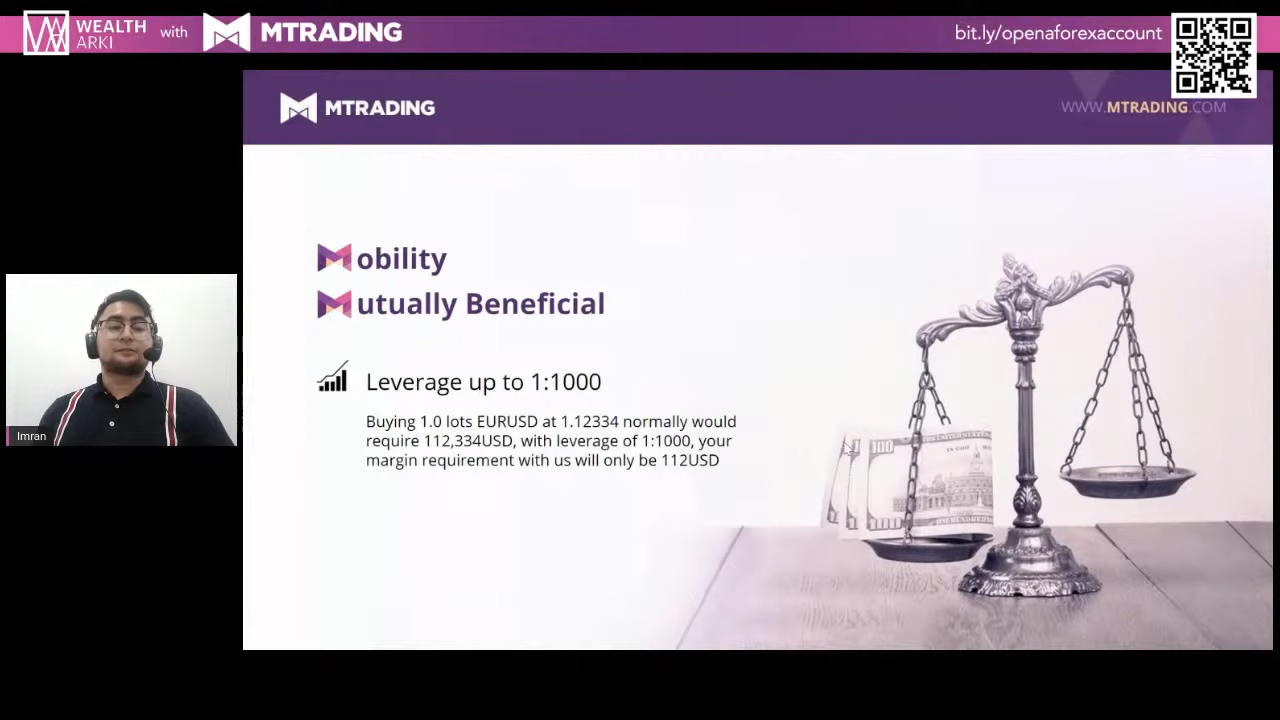 WEALTH
ARKI
with
MTRADING
bit.ly/openaforexaccount
MTRADING
WWW.MTRADING.COM
Mobility
Mutually Beneficial
Leverage up to 1:1000
Buying 1.0 lots EURUSD at 1.12334 normally would
require 112,334USD, with leverage of 1:1000, your
margin requirement with us will only be 112USD
Imran
100